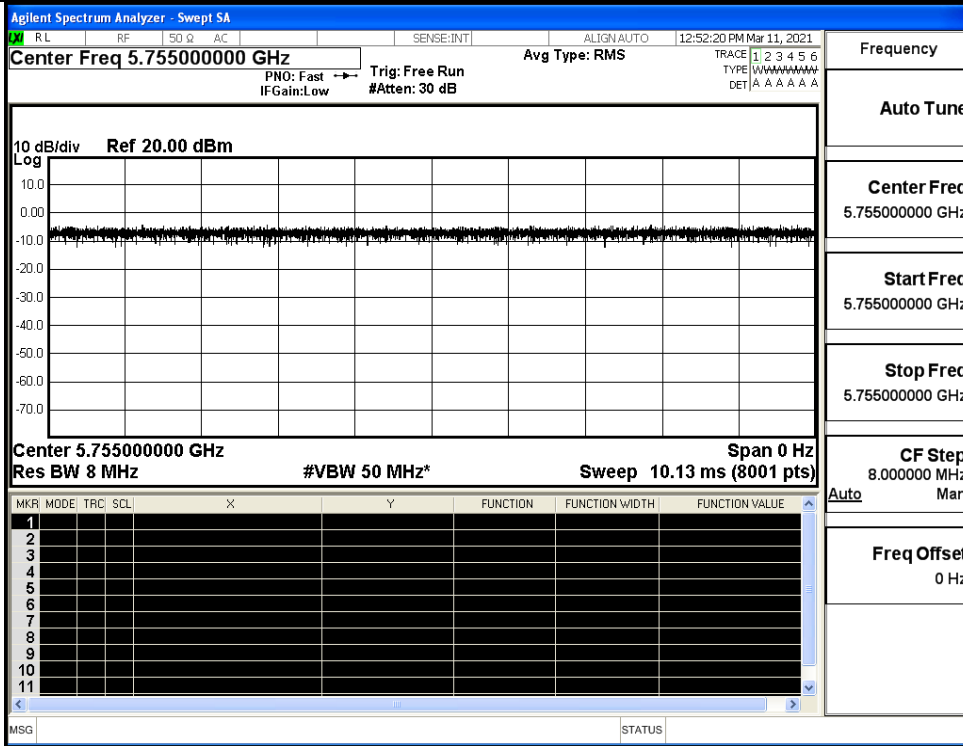 Agilent Spectrum Analyzer - Swept SA
LXI RL RF 50 Ω AC SENSE:INT ALIGN AUTO 12:52:20 PM Mar 11, 2021
Center Freq 5.755000000 GHz Avg Type: RMS TRACE 1 2 3 4 5 6
PNO: Fast Trig: Free Run TYPE WWWWWW
IFGain:Low #Atten: 30 dB DET A A A A A A
10 dB/div Ref 20.00 dBm
Log
10.0
0.00
-10.0
-20.0
-30.0
-40.0
-50.0
-60.0
-70.0
Center 5.755000000 GHz Span 0 Hz
Res BW 8 MHz #VBW 50 MHz* Sweep 10.13 ms (8001 pts)
MKR MODE TRC SCL X Y FUNCTION FUNCTION WIDTH FUNCTION VALUE
1
2
3
4
5
6
7
8
9
10
11
MSG STATUS
Frequency
Auto Tune
Center Freq
5.755000000 GHz
Start Freq
5.755000000 GHz
Stop Freq
5.755000000 GHz
CF Step
8.000000 MHz
Auto Man
Freq Offset
0 Hz